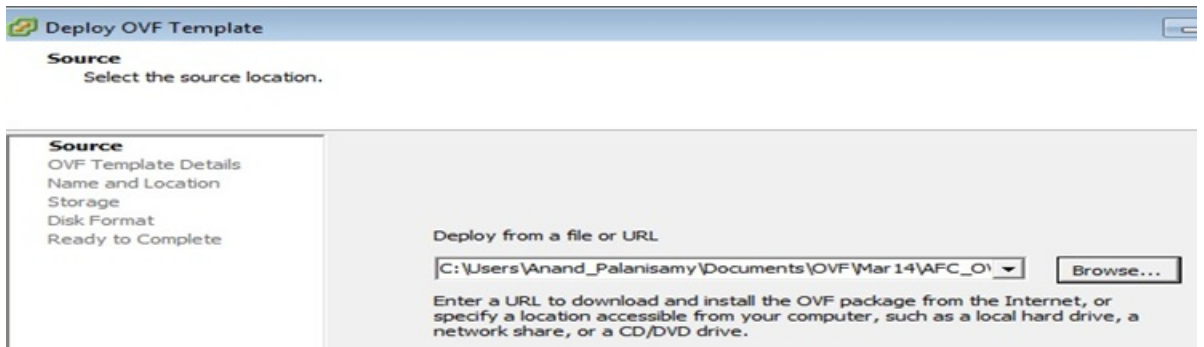 Deploy OVF Template
Source
Select the source location.
Source
OVF Template Details
Name and Location
Storage
Disk Format
Ready to Complete
Deploy from a file or URL
C:\Users\Anand_Palanisamy\Documents\OVF\Mar14\AFC_O
Browse...
Enter a URL to download and install the OVF package from the Internet, or
specify a location accessible from your computer, such as a local hard drive, a
network share, or a CD/DVD drive.